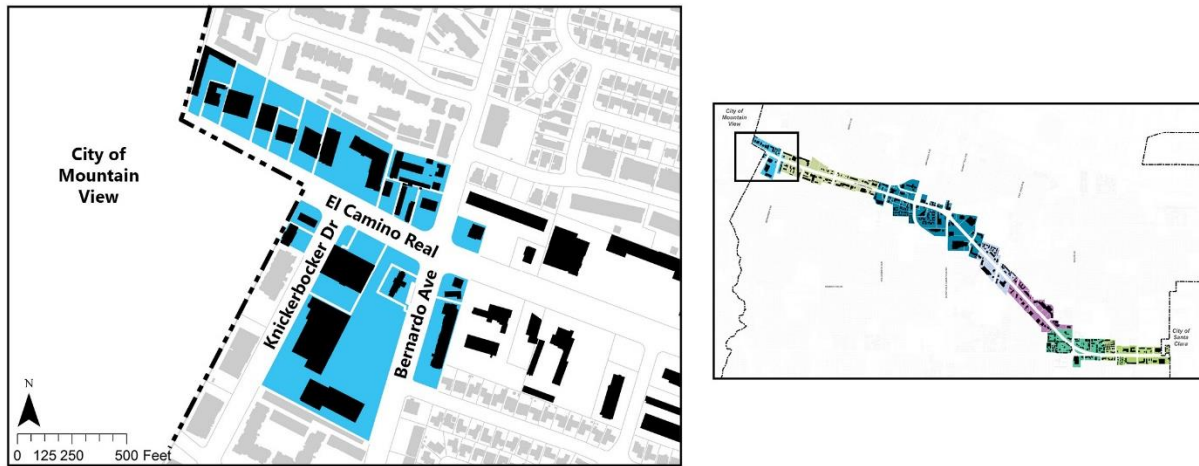 City of
Mountain
View
El Camino Real
Knickerbocker Dr
Bernardo Ave
N
0 125 250 500 Feet
City of
Mountain
View
City of
Santa
Clara